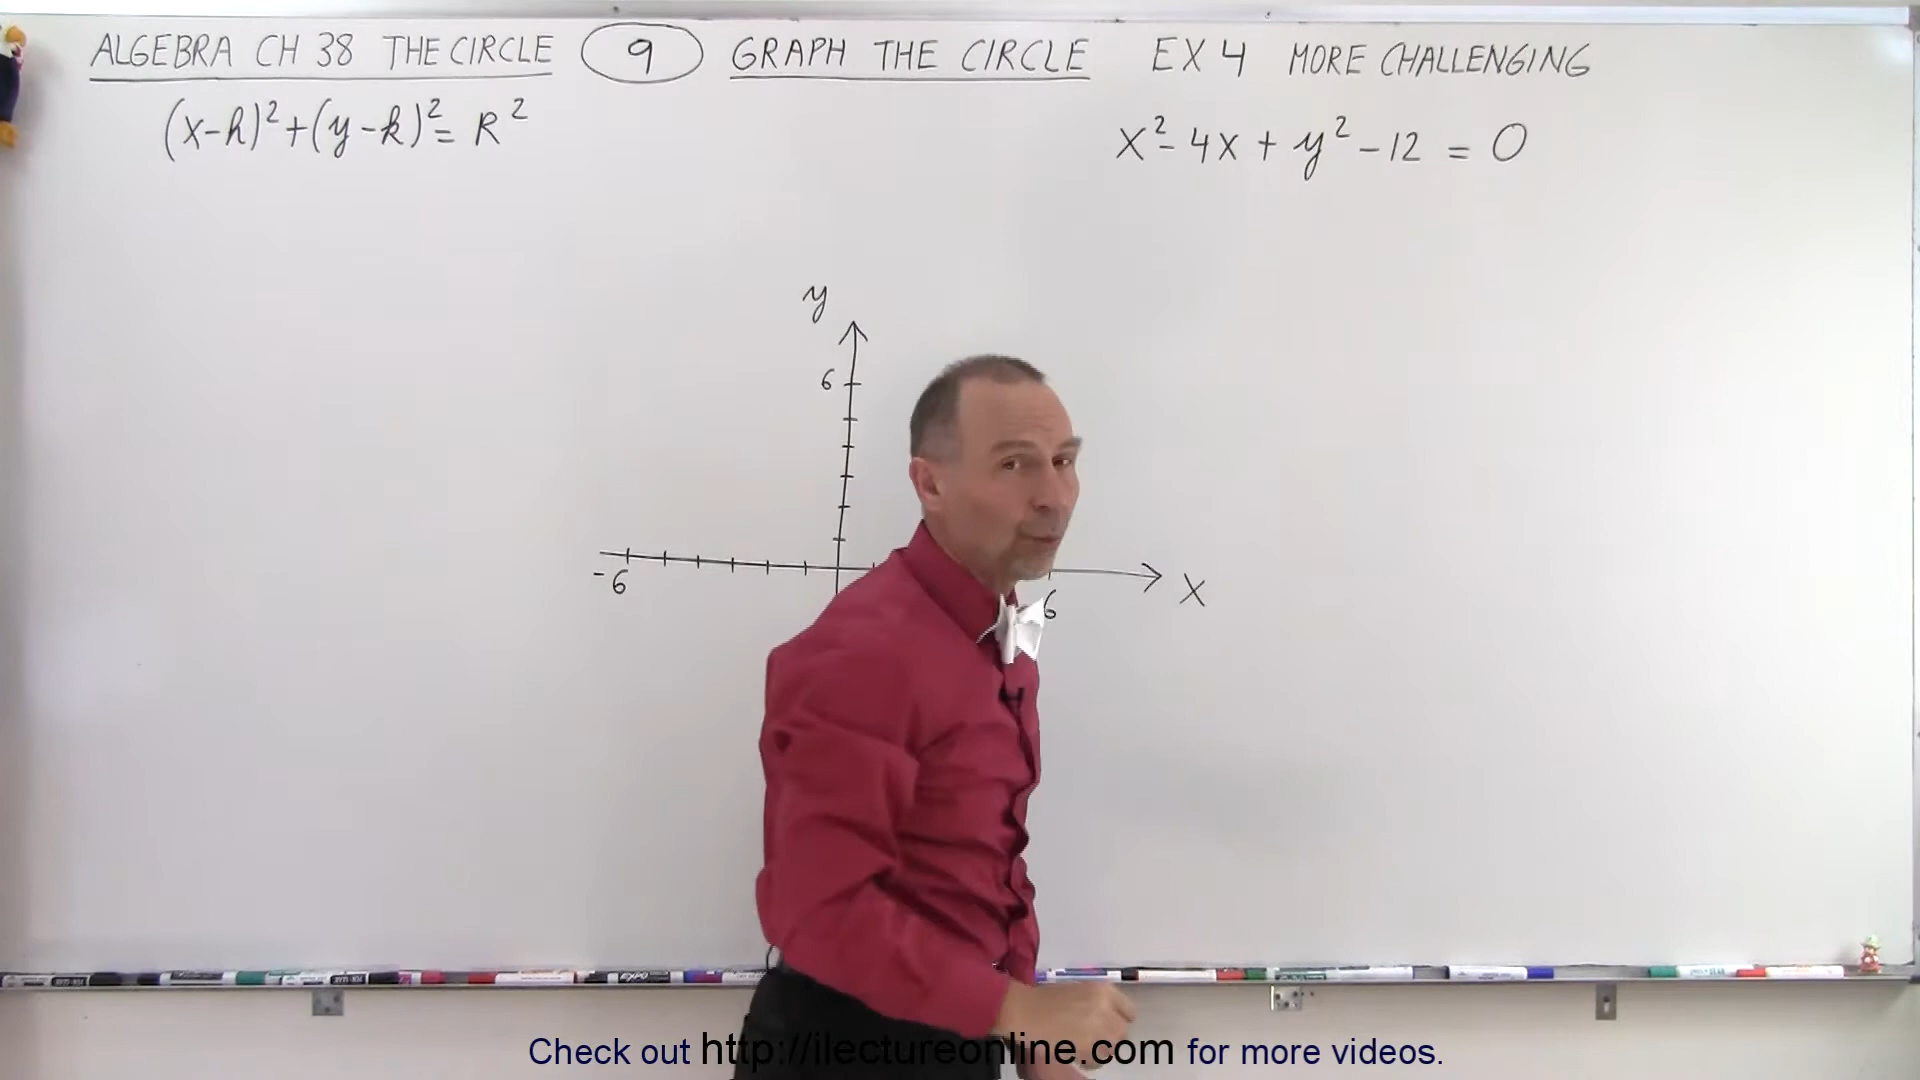 ALGEBRA CH 38 THE CIRCLE 9 GRAPH THE CIRCLE EX 4 MORE CHALLENGING
(x-h)²+(y-k)²= R²
x²-4x + y²-12 = 0
y
6
-6
6
X
EXPO
Check out http://ilectureonline.com for more videos.